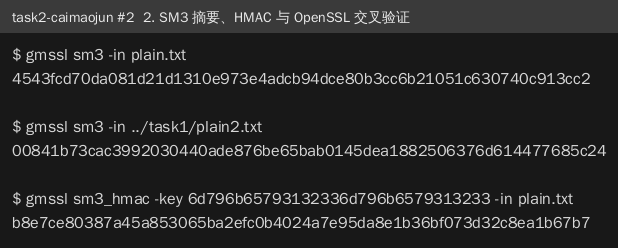 task2-caimaojun #2  2. SM3 摘要、HMAC 与 OpenSSL 交叉验证
$ gmssl sm3 -in plain.txt
4543fcd70da081d21d1310e973e4adcb94dce80b3cc6b21051c630740c913cc2
$ gmssl sm3 -in ../task1/plain2.txt
00841b73cac3992030440ade876be65bab0145dea1882506376d614477685c24
$ gmssl sm3_hmac -key 6d796b65793132336d796b6579313233 -in plain.txt
b8e7ce80387a45a853065ba2efc0b4024a7e95da8e1b36bf073d32c8ea1b67b7